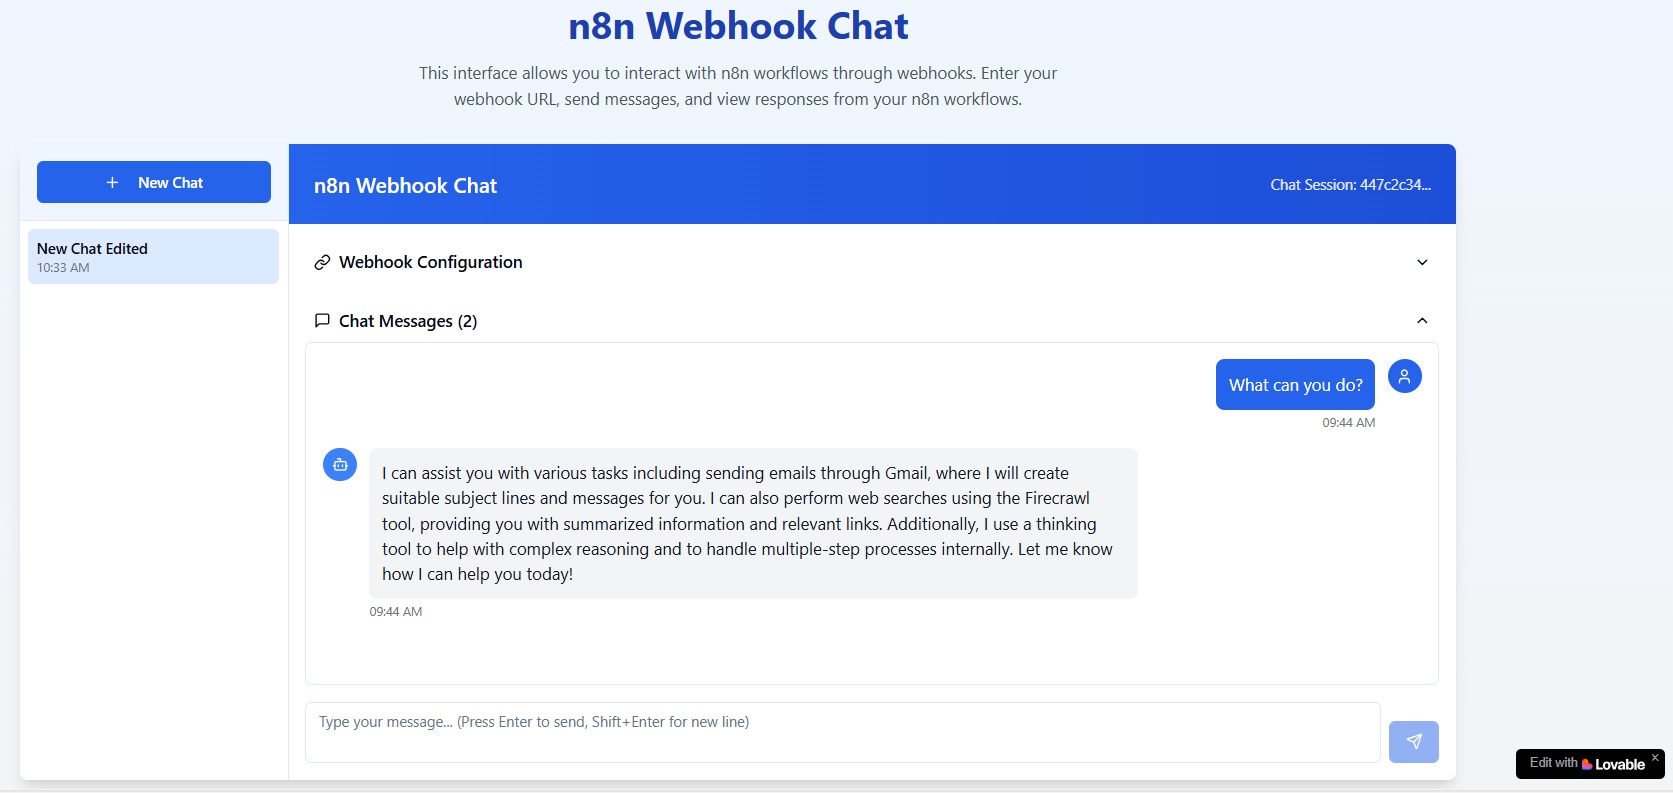 n8n Webhook Chat
This interface allows you to interact with n8n workflows through webhooks. Enter your
webhook URL, send messages, and view responses from your n8n workflows.
+ New Chat
New Chat Edited
10:33 AM
n8n Webhook Chat
Chat Session: 447c2c34...
Webhook Configuration
Chat Messages (2)
What can you do?
09:44 AM
I can assist you with various tasks including sending emails through Gmail, where I will create
suitable subject lines and messages for you. I can also perform web searches using the Firecrawl
tool, providing you with summarized information and relevant links. Additionally, I use a thinking
tool to help with complex reasoning and to handle multiple-step processes internally. Let me know
how I can help you today!
09:44 AM
Type your message... (Press Enter to send, Shift+Enter for new line)
Edit with Lovable